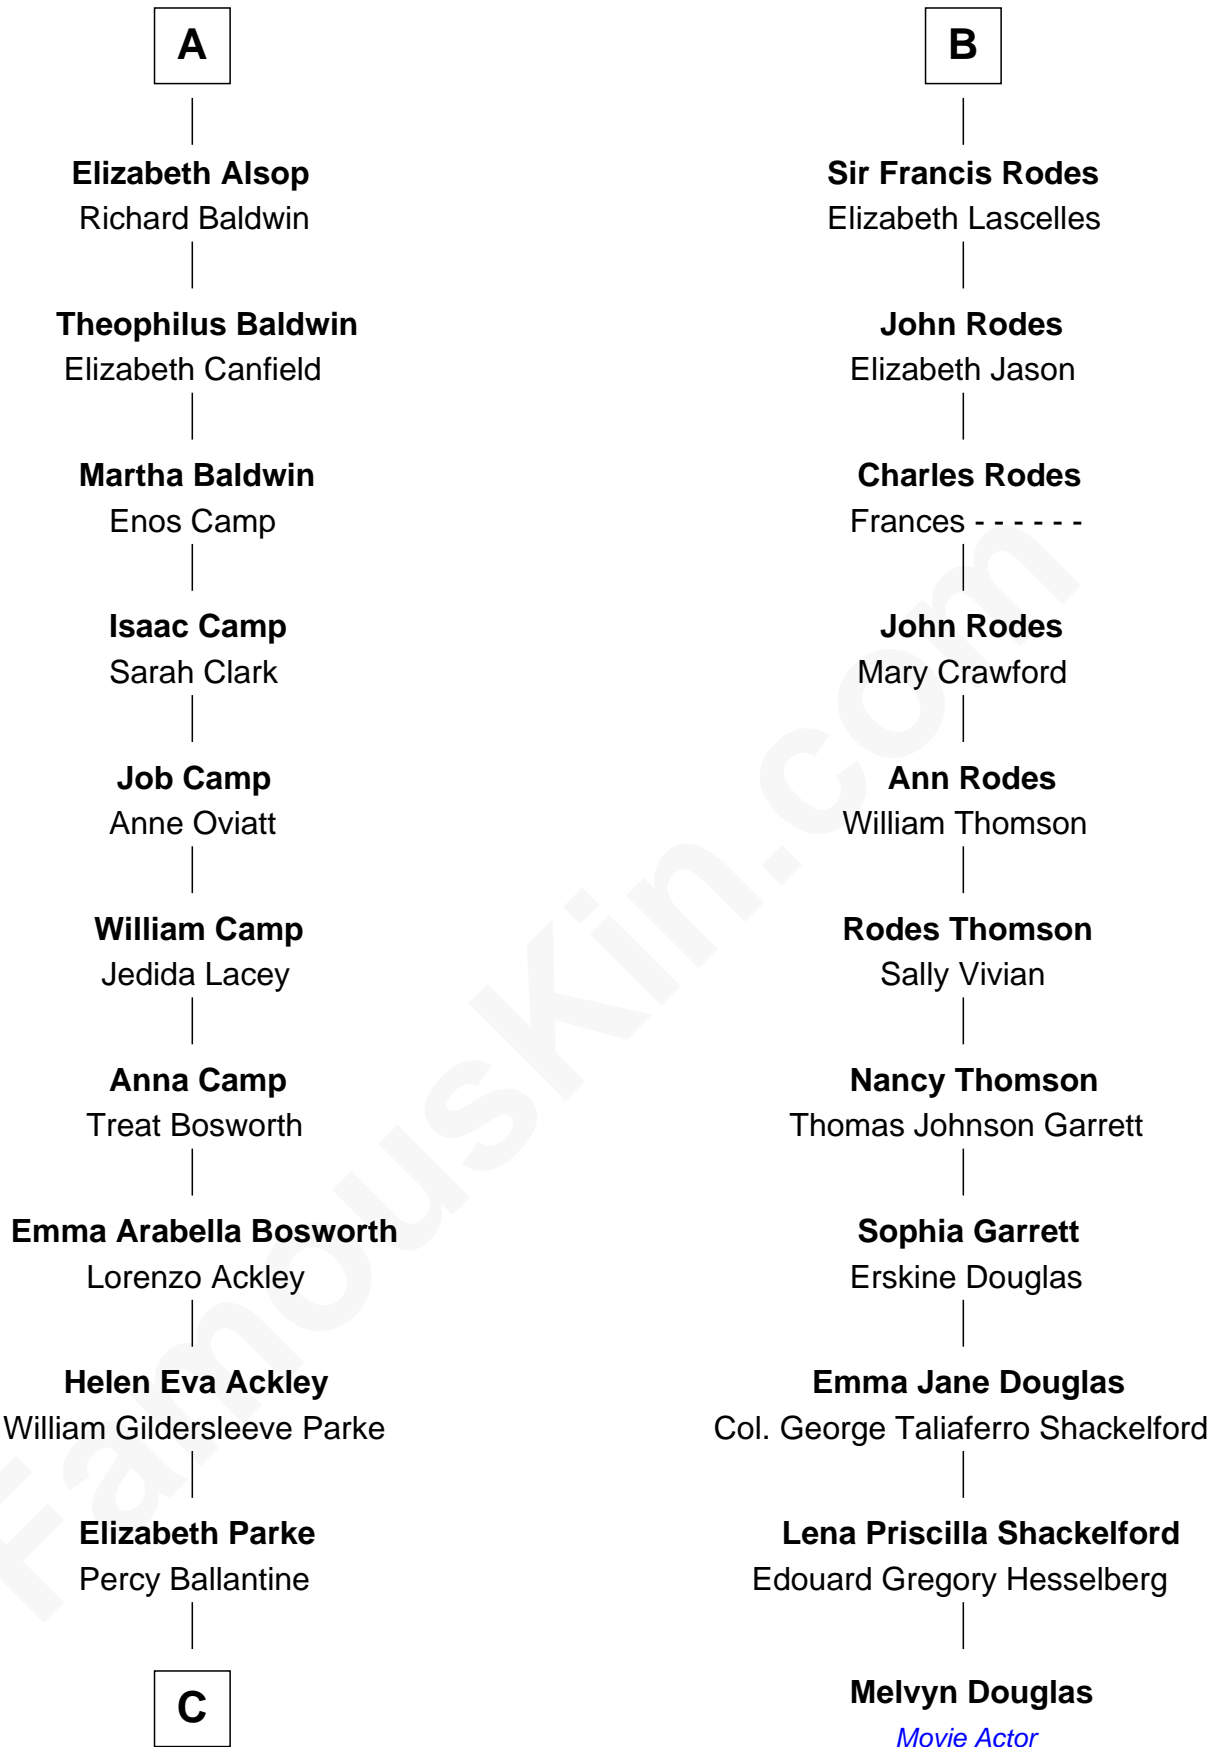 A
Elizabeth Alsop
Richard Baldwin
Theophilus Baldwin
Elizabeth Canfield
Martha Baldwin
Enos Camp
Isaac Camp
Sarah Clark
Job Camp
Anne Oviatt
William Camp
Jedida Lacey
Anna Camp
Treat Bosworth
Emma Arabella Bosworth
Lorenzo Ackley
Helen Eva Ackley
William Gildersleeve Parke
Elizabeth Parke
Percy Ballantine
C
B
Sir Francis Rodes
Elizabeth Lascelles
John Rodes
Elizabeth Jason
Charles Rodes
Frances - - - - - -
John Rodes
Mary Crawford
Ann Rodes
William Thomson
Rodes Thomson
Sally Vivian
Nancy Thomson
Thomas Johnson Garrett
Sophia Garrett
Erskine Douglas
Emma Jane Douglas
Col. George Taliaferro Shackelford
Lena Priscilla Shackelford
Edouard Gregory Hesselberg
Melvyn Douglas
Movie Actor
FamousKin.com